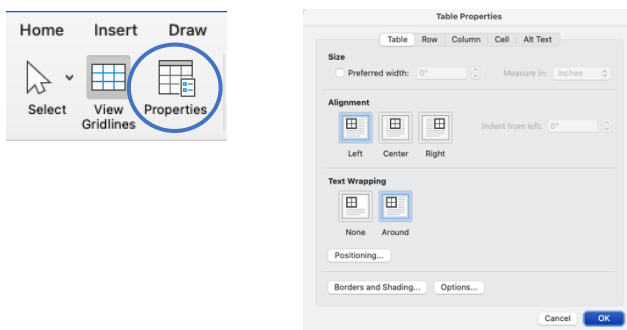 Home Insert Draw
Select View Gridlines Properties
Table Properties
Table Row Column Cell Alt Text
Size
Preferred width: 0" Measure in: Inches
Alignment
Indent from left: 0"
Left Center Right
Text Wrapping
None Around
Positioning...
Borders and Shading... Options...
Cancel OK